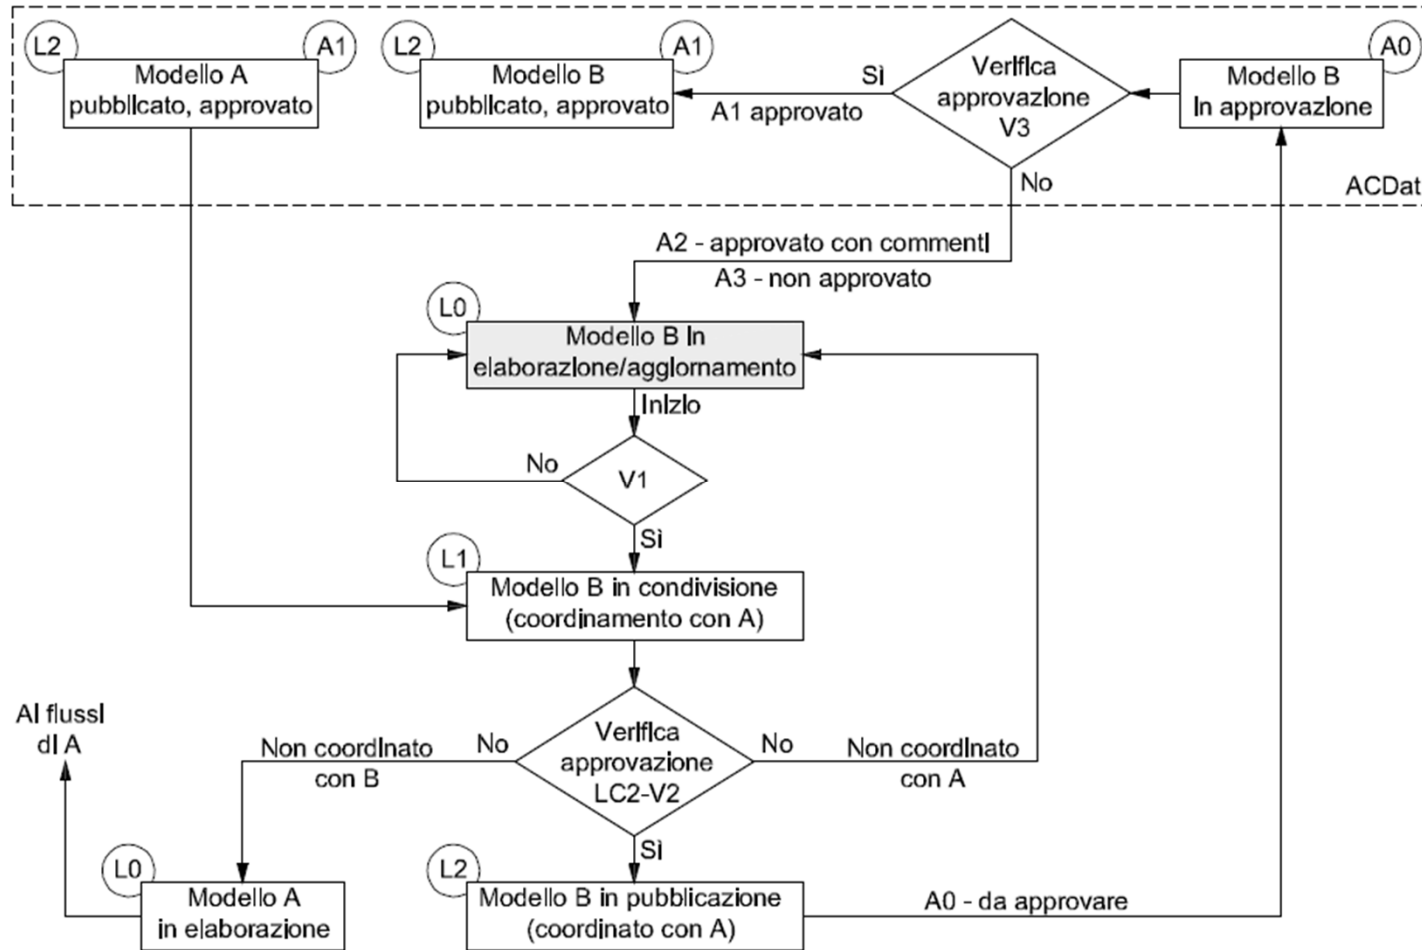 L2
A1
Modello A
pubblicato, approvato
L2
A1
Modello B
pubblicato, approvato
Sì
A1 approvato
Verifica
approvazione
V3
No
A0
Modello B
in approvazione
ACDat
A2 - approvato con commenti
A3 - non approvato
L0
Modello B in
elaborazione/aggiornamento
Inizio
No
V1
Sì
L1
Modello B in condivisione
(coordinamento con A)
Ai flussi
di A
Non coordinato
con B
No
Verifica
approvazione
LC2-V2
No
Non coordinato
con A
Sì
L0
Modello A
in elaborazione
L2
Modello B in pubblicazione
(coordinato con A)
A0 - da approvare